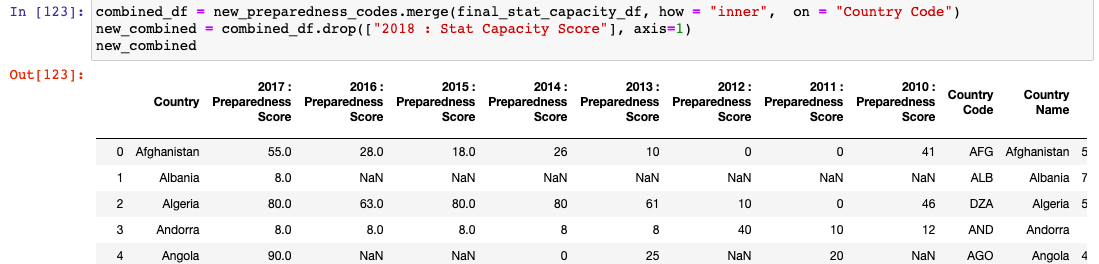 In [123]: combined_df = new_preparedness_codes.merge(final_stat_capacity_df, how = "inner",  on = "Country Code")
new_combined = combined_df.drop(["2018 : Stat Capacity Score"], axis=1)
new_combined
Out[123]:
Country 2017 : Preparedness Score 2016 : Preparedness Score 2015 : Preparedness Score 2014 : Preparedness Score 2013 : Preparedness Score 2012 : Preparedness Score 2011 : Preparedness Score 2010 : Preparedness Score Country Code Country Name
0 Afghanistan 55.0 28.0 18.0 26 10 0 0 41 AFG Afghanistan 5
1 Albania 8.0 NaN NaN NaN NaN NaN NaN NaN ALB Albania 7
2 Algeria 80.0 63.0 80.0 80 61 10 0 46 DZA Algeria 5
3 Andorra 8.0 8.0 8.0 8 8 40 10 12 AND Andorra
4 Angola 90.0 NaN NaN 0 25 NaN 20 NaN AGO Angola 4